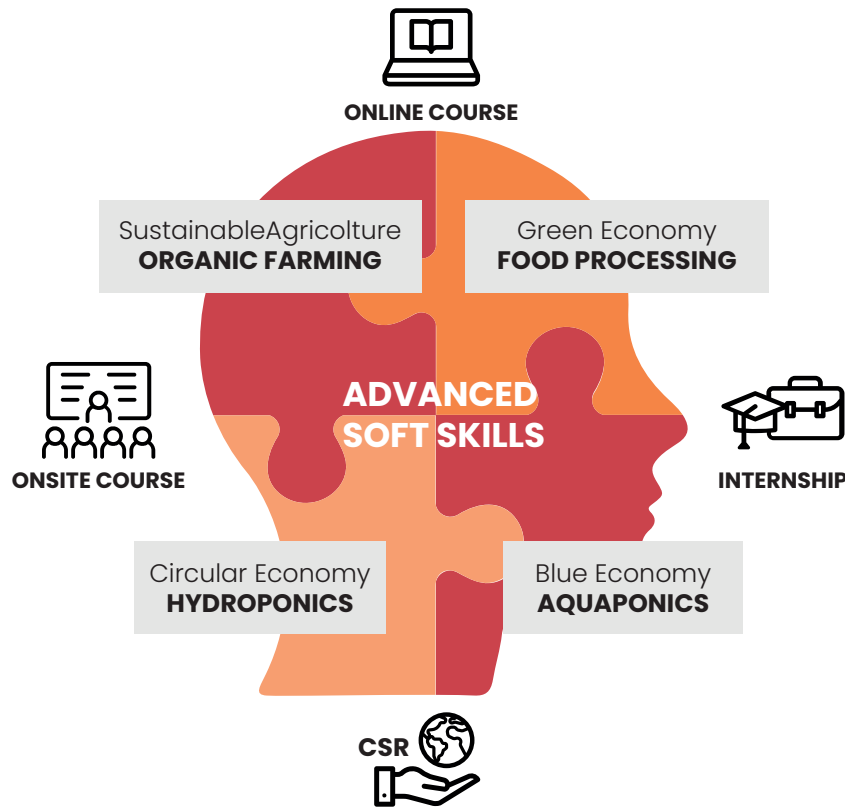 ONLINE COURSE
SustainableAgricolture
ORGANIC FARMING
Green Economy
FOOD PROCESSING
ADVANCED
SOFT SKILLS
ONSITE COURSE
INTERNSHIP
Circular Economy
HYDROPONICS
Blue Economy
AQUAPONICS
CSR